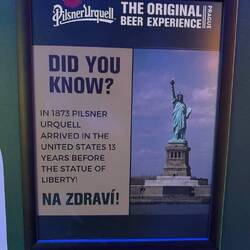 Pilsner Urquell
THE ORIGINAL
BEER EXPERIENCE
PRAGUE
DID YOU
KNOW?
IN 1873 PILSNER
URQUELL
ARRIVED IN THE
UNITED STATES 13
YEARS BEFORE
THE STATUE OF
LIBERTY!
NA ZDRAVÍ!